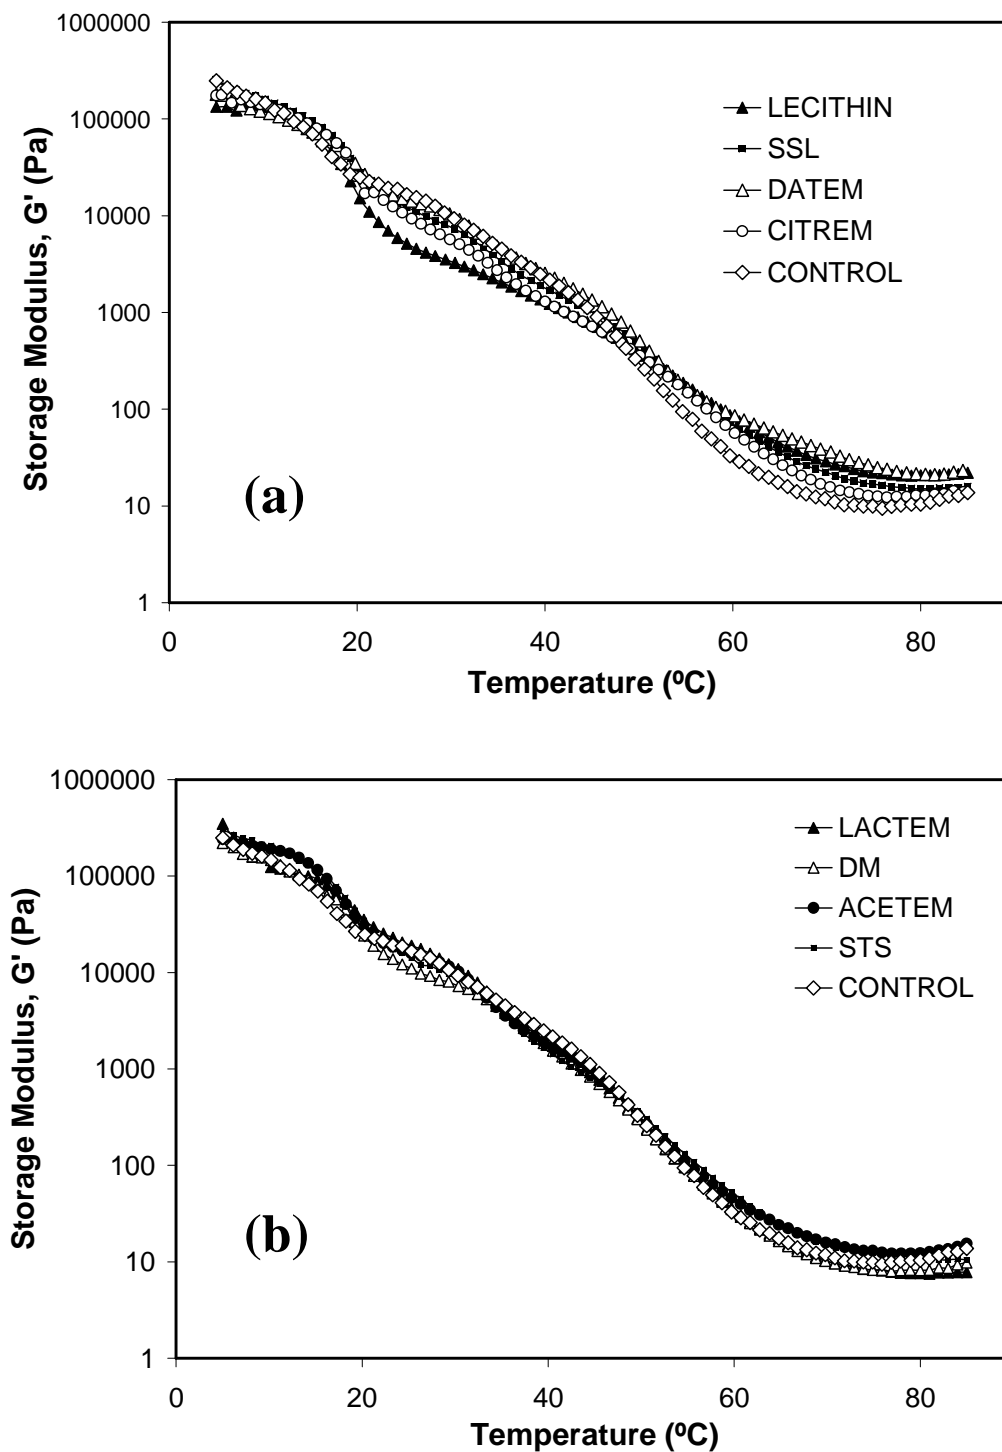 1000000
100000
10000
1000
100
10
1
Storage Modulus, G' (Pa)
LECITHIN
SSL
DATEM
CITREM
CONTROL
(a)
0 20 40 60 80
Temperature (ºC)
1000000
100000
10000
1000
100
10
1
Storage Modulus, G' (Pa)
LACTEM
DM
ACETEM
STS
CONTROL
(b)
0 20 40 60 80
Temperature (ºC)